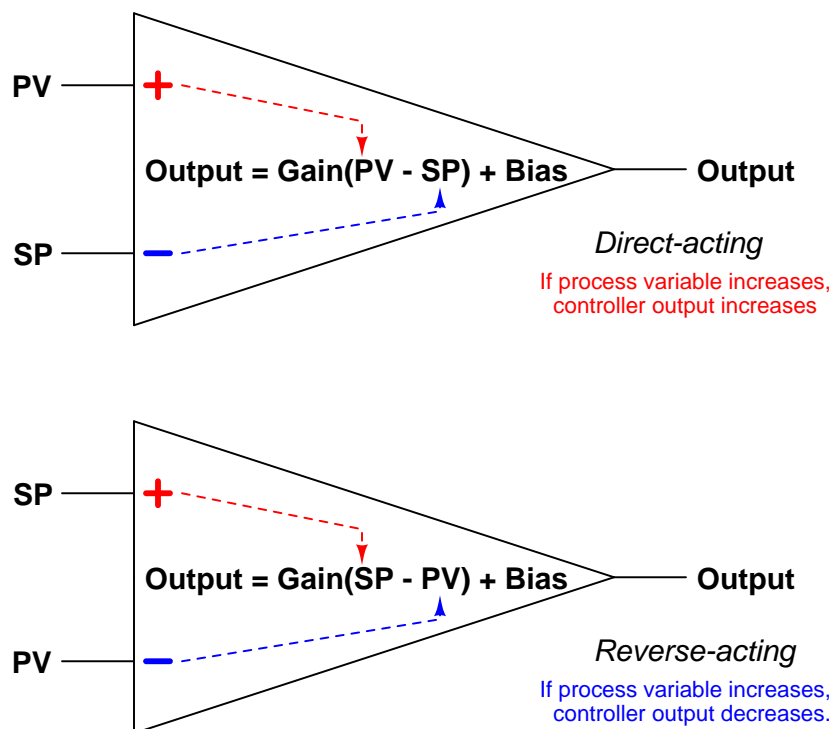 PV
+
Output = Gain(PV - SP) + Bias
Output
SP
−
Direct-acting
If process variable increases,
controller output increases
SP
+
Output = Gain(SP - PV) + Bias
Output
PV
−
Reverse-acting
If process variable increases,
controller output decreases.